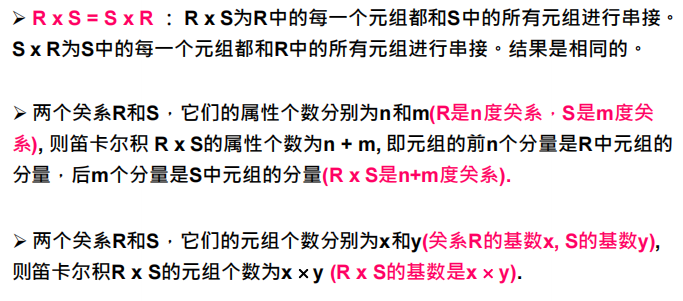 ➢ R x S = S x R ：R x S为R中的每一个元组都和S中的所有元组进行串接。
S x R为S中的每一个元组都和R中的所有元组进行串接。结果是相同的。
➢ 两个关系R和S，它们的属性个数分别为n和m(R是n度关系，S是m度关
系), 则笛卡尔积 R x S的属性个数为n + m, 即元组的前n个分量是R中元组的
分量，后m个分量是S中元组的分量(R x S是n+m度关系).
➢ 两个关系R和S，它们的元组个数分别为x和y(关系R的基数x, S的基数y),
则笛卡尔积R x S的元组个数为x × y (R x S的基数是x × y).